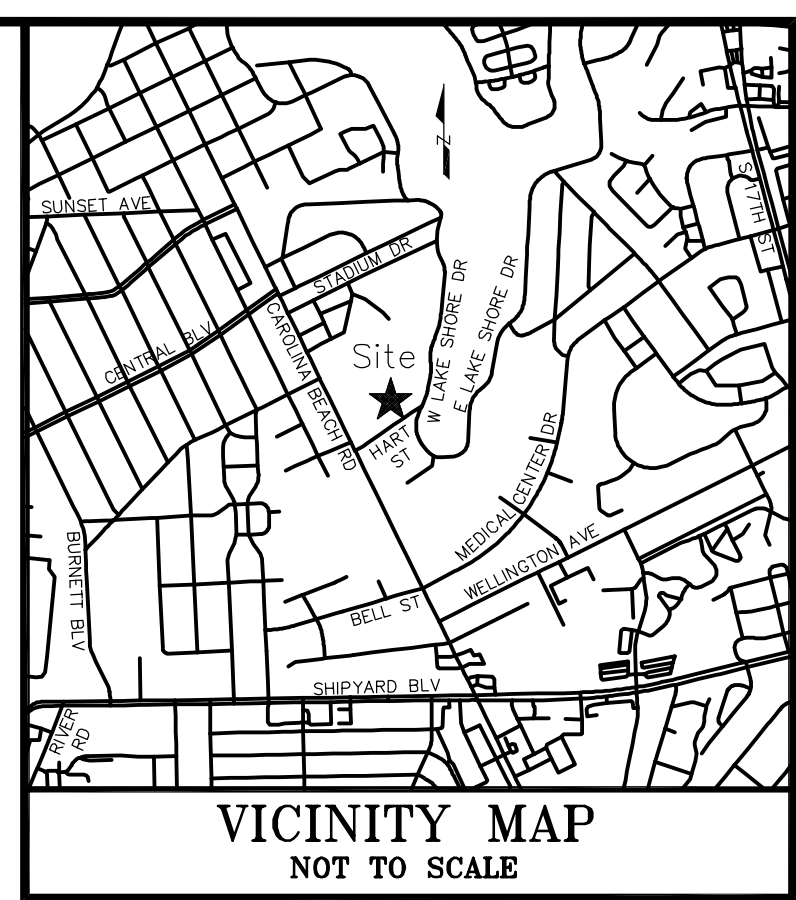 SUNSET AVE
S 17TH ST
N
STADIUM DR
W LAKE SHORE DR
E LAKE SHORE DR
CENTRAL BLV
CAROLINA BEACH RD
Site
HART
ST
MEDICAL CENTER DR
WELLINGTON AVE
BURNETT BLV
BELL ST
SHIPYARD BLV
RIVER
RD
VICINITY MAP
NOT TO SCALE